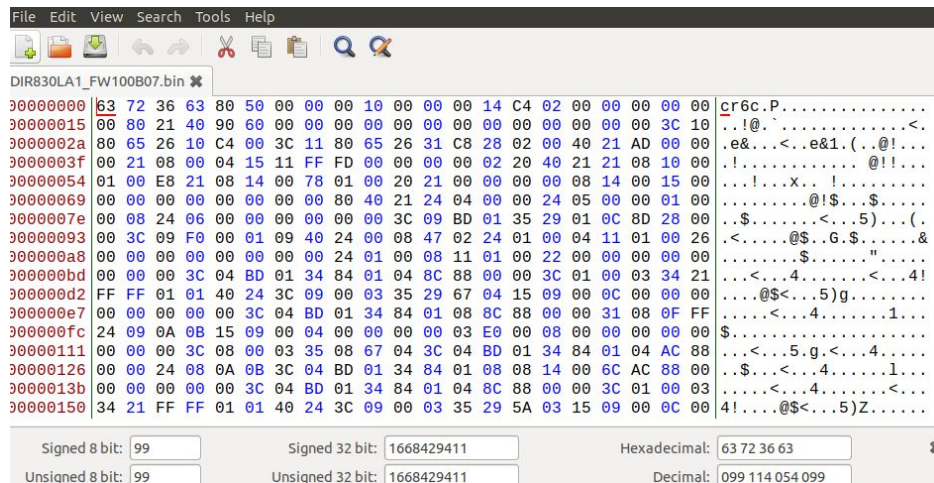 File Edit View Search Tools Help
DIR830LA1_FW100B07.bin
00000000 63 72 36 63 80 50 00 00 00 10 00 00 00 14 C4 02 00 00 00 00 00 cr6c.P...............
00000015 00 80 21 40 90 60 00 00 00 00 00 00 00 00 00 00 00 00 00 3C 10 ..!@.`.............<.
0000002a 80 65 26 10 C4 00 3C 11 80 65 26 31 C8 28 02 00 40 21 AD 00 00 .e&...<..e&1.(..@!...
0000003f 00 21 08 00 04 15 11 FF FD 00 00 00 00 02 20 40 21 21 08 10 00 .!............ @!!...
00000054 01 00 E8 21 08 14 00 78 01 00 20 21 00 00 00 00 08 14 00 15 00 ...!...x.. !.........
00000069 00 00 00 00 00 00 00 00 80 40 21 24 04 00 00 24 05 00 00 01 00 .........@!$...$.....
0000007e 00 08 24 06 00 00 00 00 00 00 00 3C 09 BD 01 35 29 01 0C 8D 28 00 ..$.......<...5)...(.
00000093 00 3C 09 F0 00 01 09 40 24 00 08 47 02 24 01 00 04 11 01 00 26 .<.....@$..G.$......&
000000a8 00 00 00 00 00 00 00 00 24 01 00 08 11 01 00 22 00 00 00 00 00 ........$......".....
000000bd 00 00 00 3C 04 BD 01 34 84 01 04 8C 88 00 00 3C 01 00 03 34 21 ...<...4.......<...4!
000000d2 FF FF 01 01 40 24 3C 09 00 03 35 29 67 04 15 09 00 0C 00 00 00 ....@$<...5)g........
000000e7 00 00 00 00 00 3C 04 BD 01 34 84 01 08 8C 88 00 00 31 08 0F FF .....<...4.......1...
000000fc 24 09 0A 0B 15 09 00 04 00 00 00 00 03 E0 00 08 00 00 00 00 00 $....................
00000111 00 00 00 3C 08 00 03 35 08 67 04 3C 04 BD 01 34 84 01 04 AC 88 ...<...5.g.<...4.....
00000126 00 00 24 08 0A 0B 3C 04 BD 01 34 84 01 08 08 14 00 6C AC 88 00 ..$...<...4......l...
0000013b 00 00 00 00 00 3C 04 BD 01 34 84 01 04 8C 88 00 00 3C 01 00 03 .....<...4.......<...
00000150 34 21 FF FF 01 01 40 24 3C 09 00 03 35 29 5A 03 15 09 00 0C 00 4!....@$<...5)Z......
Signed 8 bit: 99 Signed 32 bit: 1668429411 Hexadecimal: 63 72 36 63
Unsigned 8 bit: 99 Unsigned 32 bit: 1668429411 Decimal: 099 114 054 099